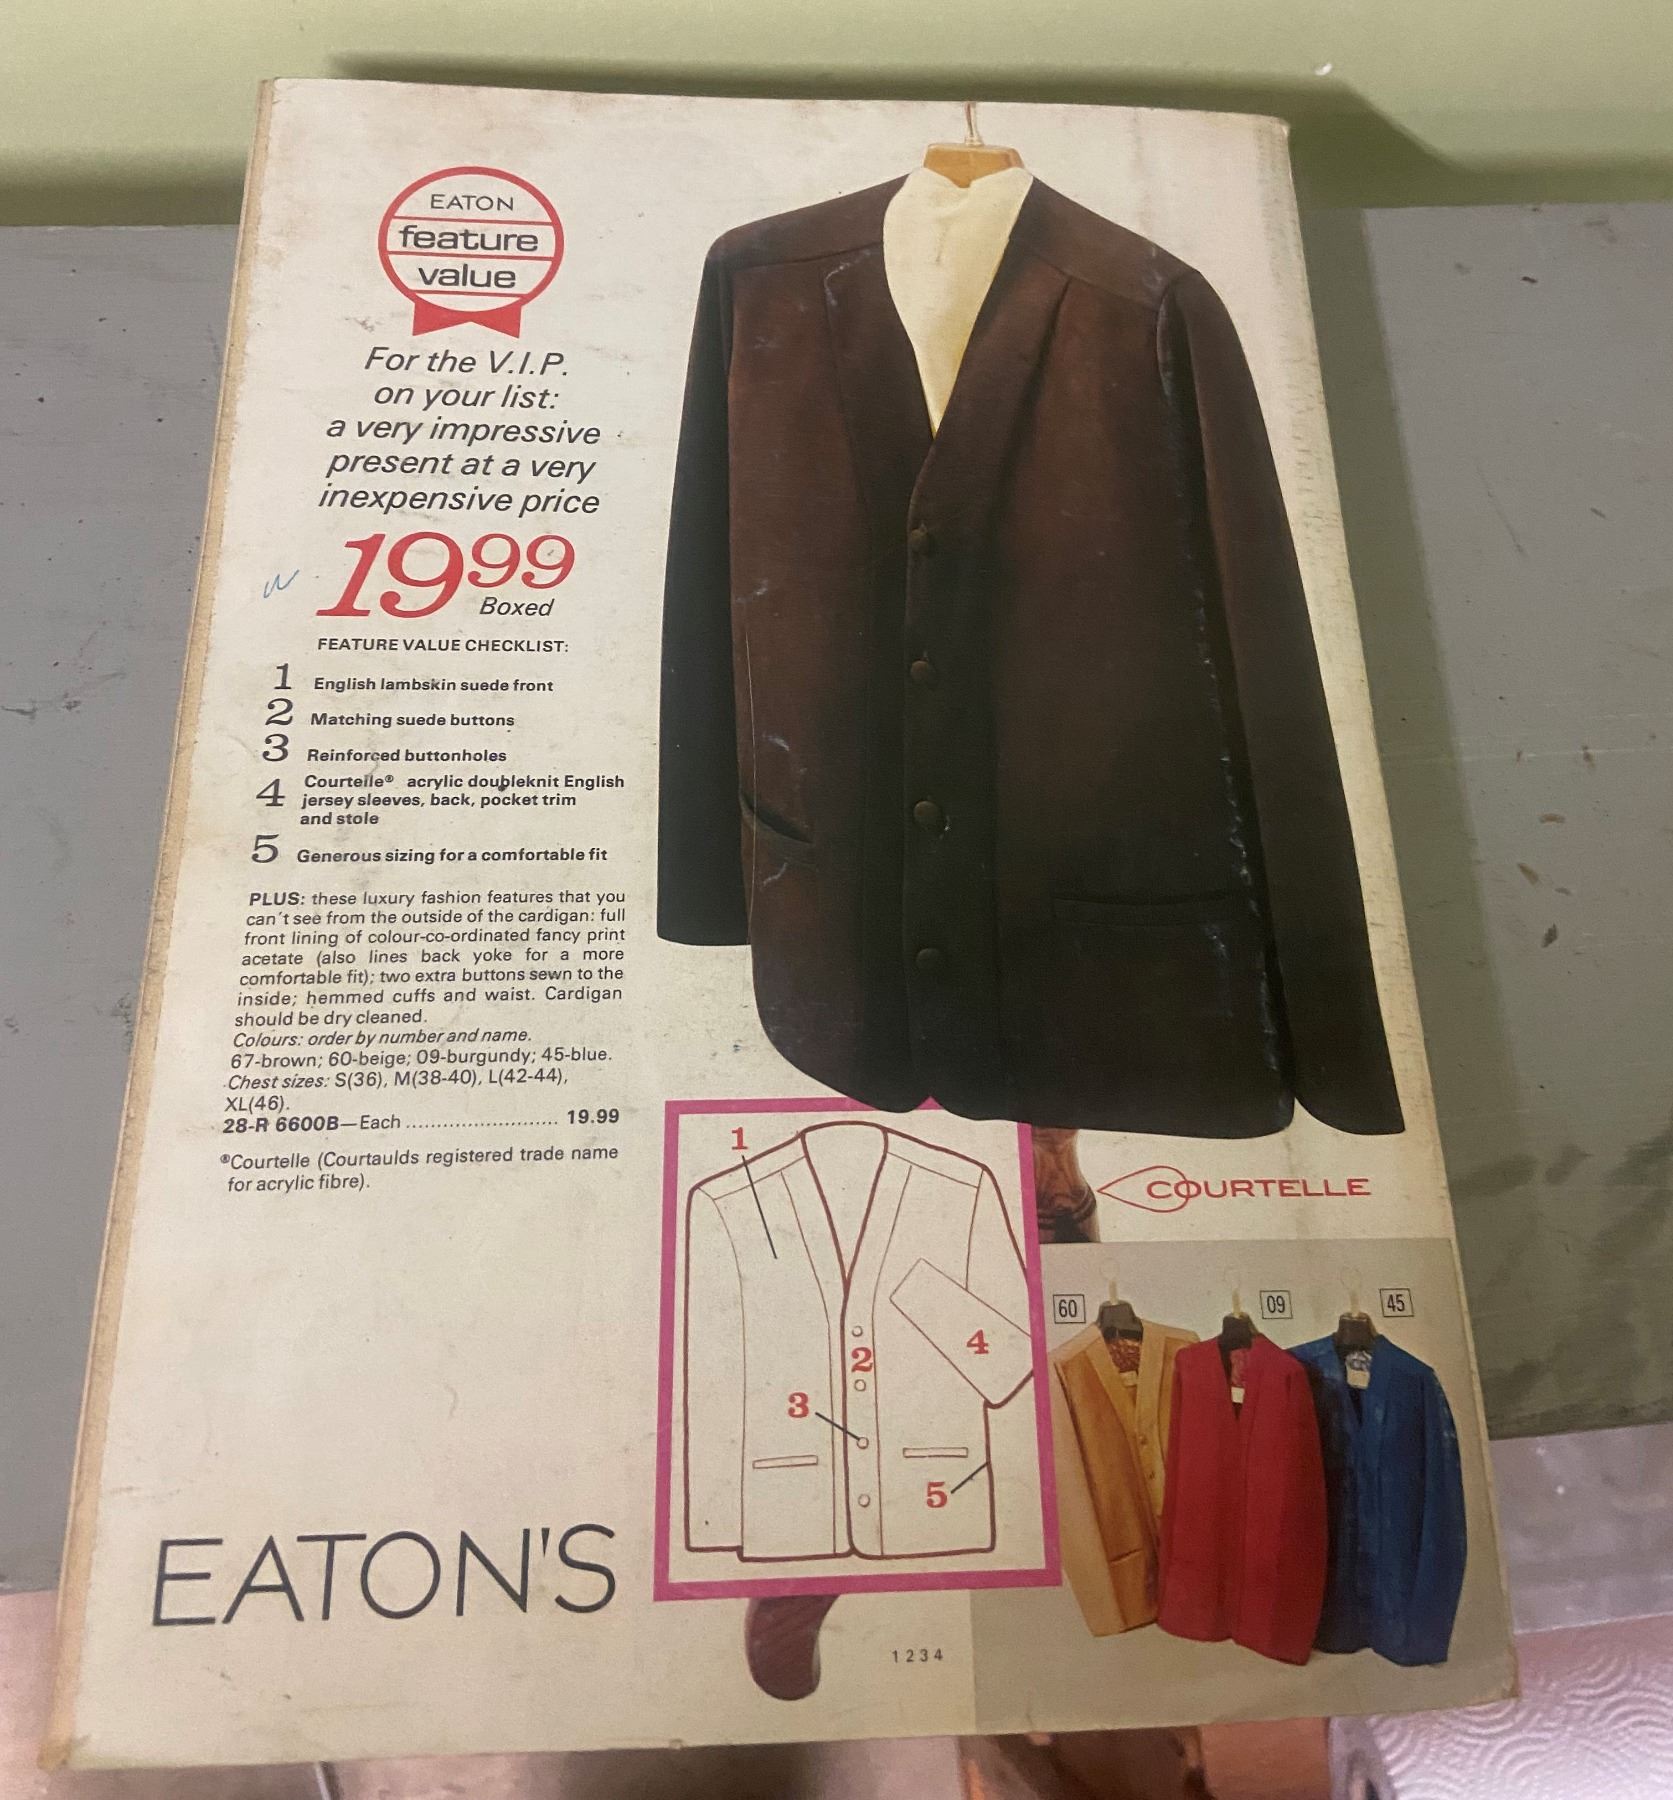 EATON
feature
value
For the V.I.P.
on your list:
a very impressive
present at a very
inexpensive price
19 99
Boxed
FEATURE VALUE CHECKLIST:
1 English lambskin suede front
2 Matching suede buttons
3 Reinforced buttonholes
4 Courtelle® acrylic doubleknit English
jersey sleeves, back, pocket trim
and stole
5 Generous sizing for a comfortable fit
PLUS: these luxury fashion features that you
can't see from the outside of the cardigan: full
front lining of colour-co-ordinated fancy print
acetate (also lines back yoke for a more
comfortable fit); two extra buttons sewn to the
inside; hemmed cuffs and waist. Cardigan
should be dry cleaned.
Colours: order by number and name.
67-brown; 60-beige; 09-burgundy; 45-blue.
Chest sizes: S(36), M(38-40), L(42-44),
XL(46).
28-R 6600B—Each .......................... 19.99
®Courtelle (Courtaulds registered trade name
for acrylic fibre).
EATON'S
1
2
3
4
5
COURTELLE
60
09
45
1 2 3 4